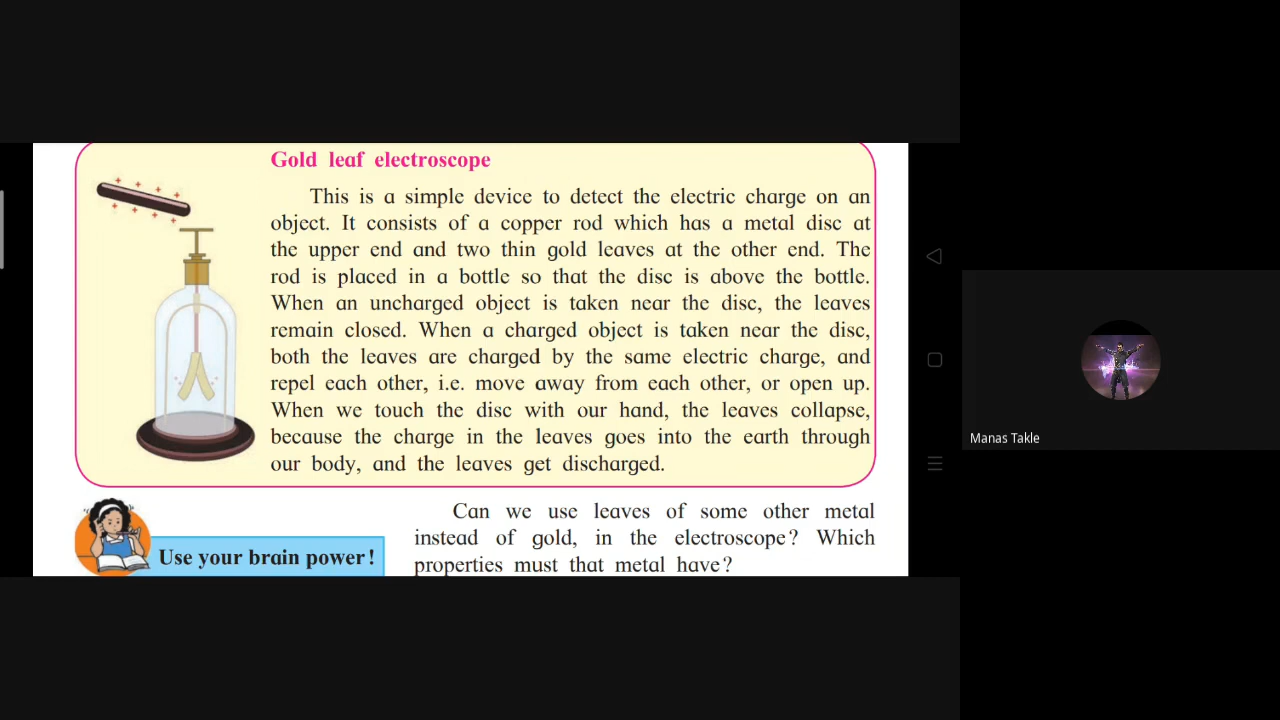 Gold leaf electroscope
This is a simple device to detect the electric charge on an
object. It consists of a copper rod which has a metal disc at
the upper end and two thin gold leaves at the other end. The
rod is placed in a bottle so that the disc is above the bottle.
When an uncharged object is taken near the disc, the leaves
remain closed. When a charged object is taken near the disc,
both the leaves are charged by the same electric charge, and
repel each other, i.e. move away from each other, or open up.
When we touch the disc with our hand, the leaves collapse,
because the charge in the leaves goes into the earth through
our body, and the leaves get discharged.
Use your brain power!
Can we use leaves of some other metal
instead of gold, in the electroscope? Which
properties must that metal have?
Manas Takle